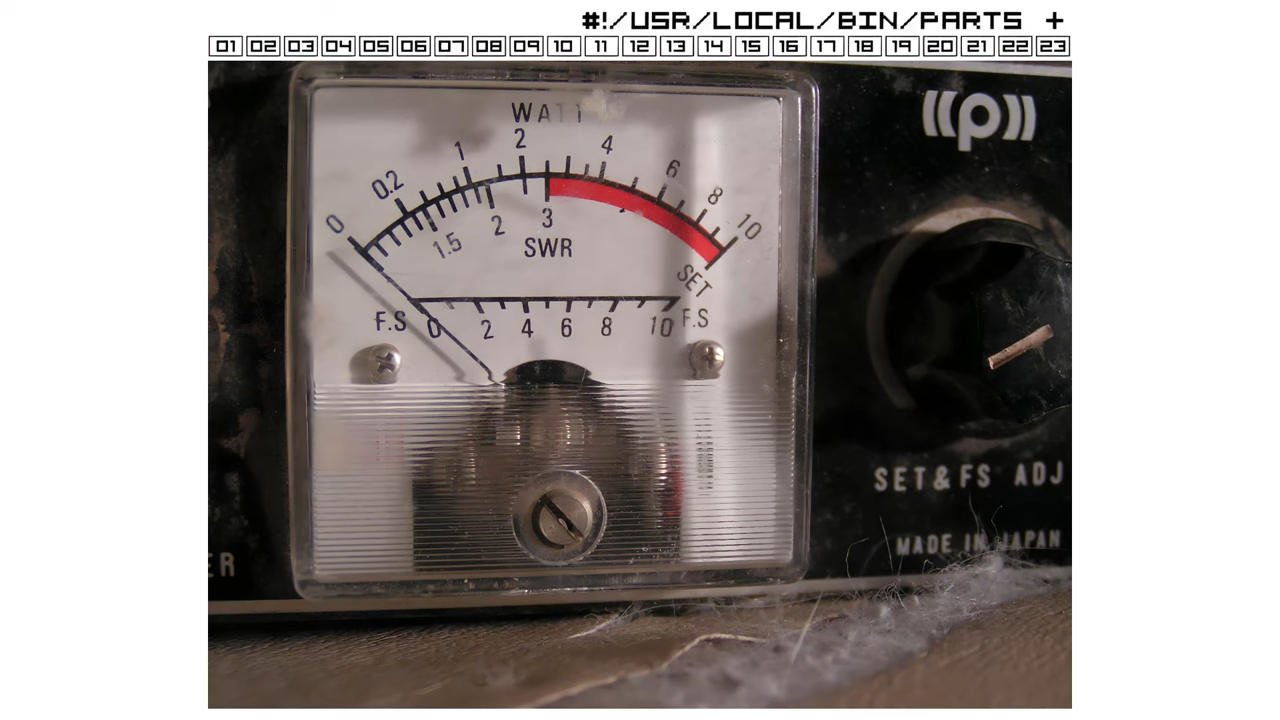 #!/USR/LOCAL/BIN/PARTS +
01 02 03 04 05 06 07 08 09 10 11 12 13 14 15 16 17 18 19 20 21 22 23
((p))
WATT
0 0.2 1 2 4 6 8 10
1.5 2 3
SWR
SET
F.S 0 2 4 6 8 10 F.S
SET & FS ADJ
MADE IN JAPAN
ER